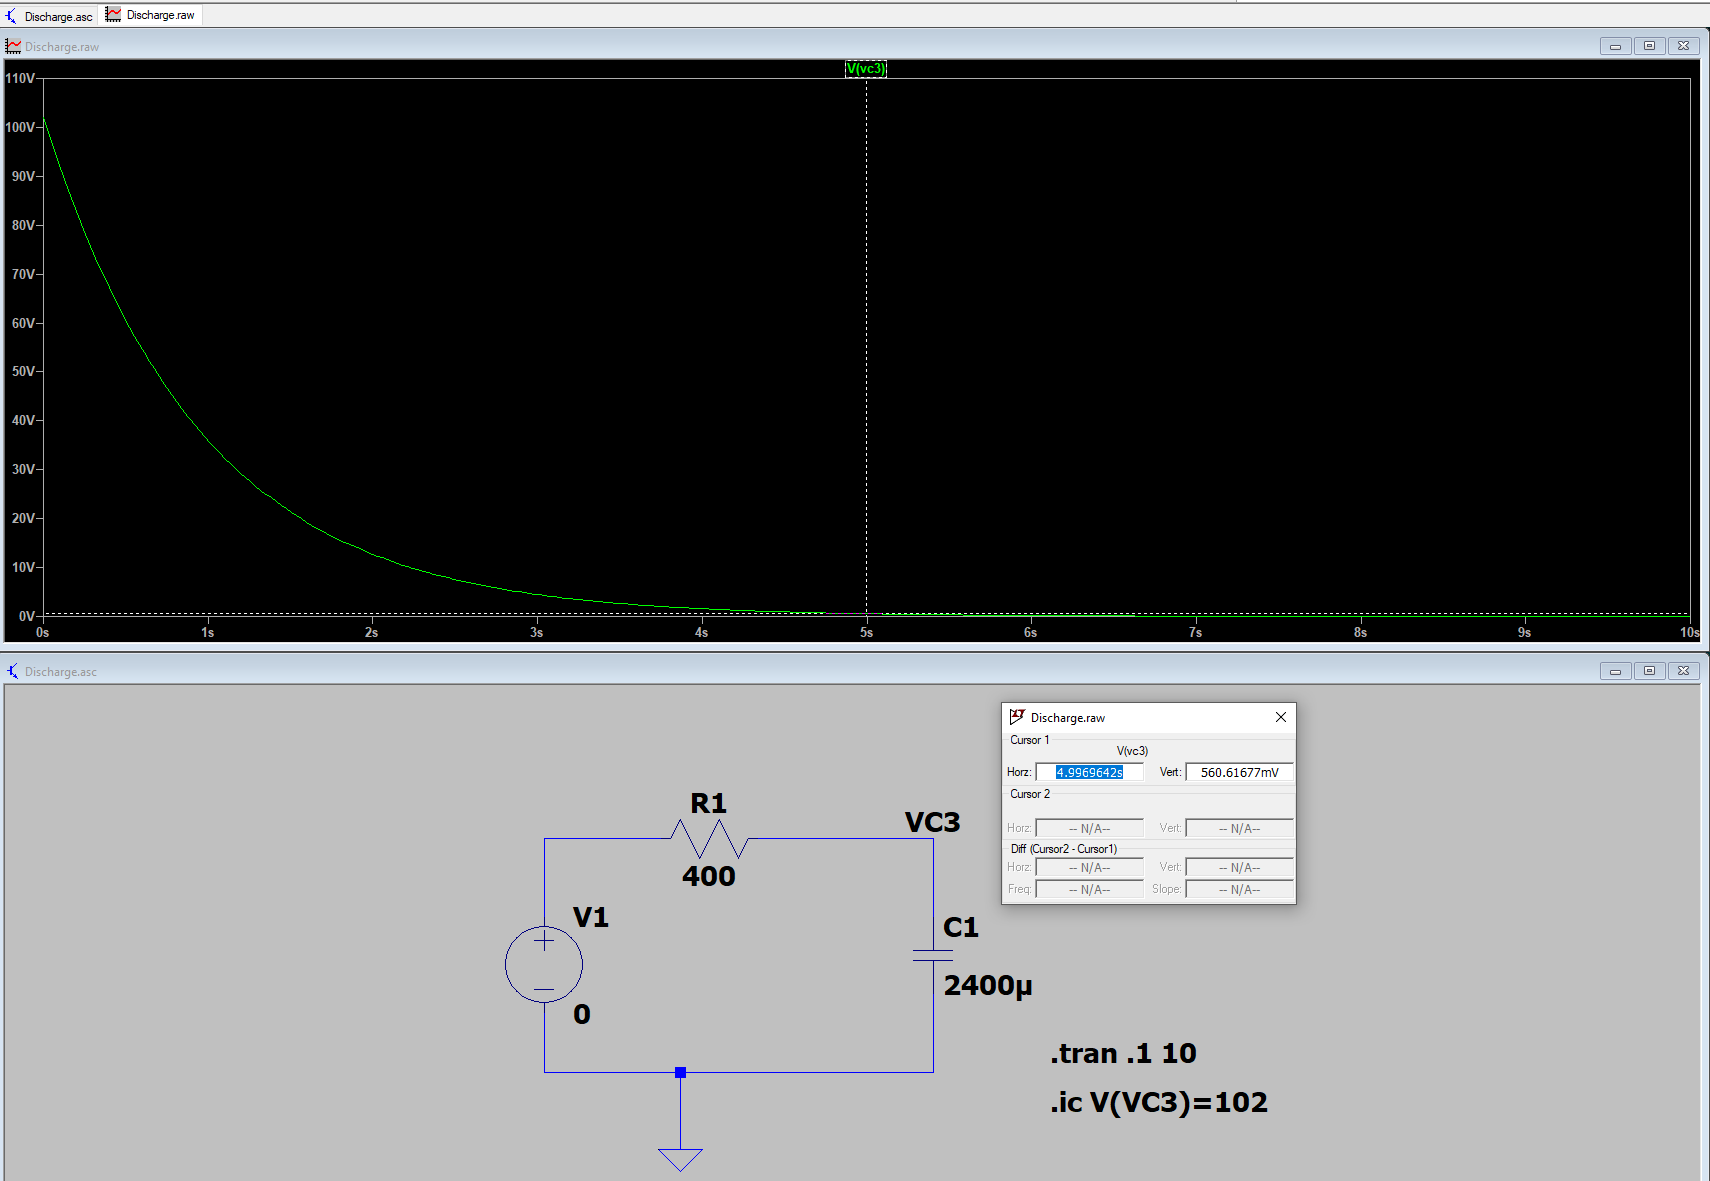 Discharge.asc Discharge.raw
Discharge.raw
V(vc3)
110V
100V
90V
80V
70V
60V
50V
40V
30V
20V
10V
0V
0s 1s 2s 3s 4s 5s 6s 7s 8s 9s 10s
Discharge.asc
Discharge.raw
Cursor 1
V(vc3)
Horz: 4.9969642s Vert: 560.61677mV
Cursor 2
Horz: -- N/A-- Vert: -- N/A--
Diff (Cursor2 - Cursor1)
Horz: -- N/A-- Vert: -- N/A--
Freq: -- N/A-- Slope: -- N/A--
R1
400
VC3
V1
0
C1
2400µ
.tran .1 10
.ic V(VC3)=102